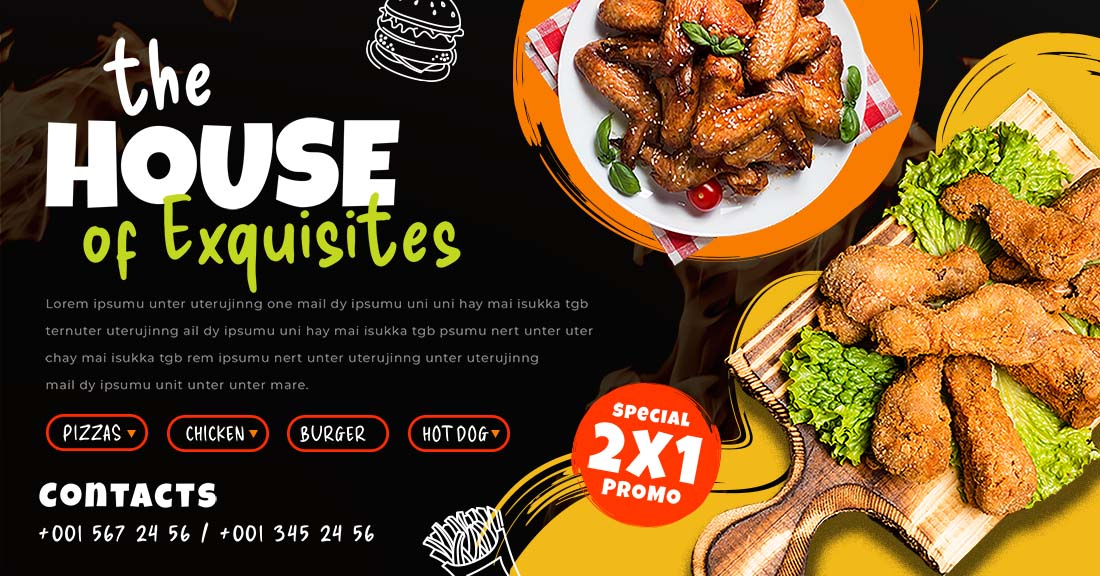 the
HOUSE
of Exquisites
Lorem ipsumu unter uterujinng one mail dy ipsumu uni uni hay mai isukka tgb
ternuter uterujinng ail dy ipsumu uni hay mai isukka tgb psumu nert unter uter
chay mai isukka tgb rem ipsumu nert unter uterujinng unter uterujinng
mail dy ipsumu unit unter unter mare.
PIZZAS CHICKEN BURGER HOT DOG
CONTACTS
+001 567 24 56 / +001 345 24 56
SPECIAL
2X1
PROMO